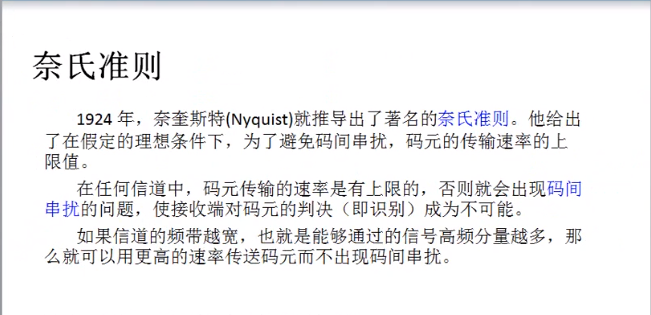 奈氏准则
1924 年，奈奎斯特(Nyquist)就推导出了著名的奈氏准则。他给出
了在假定的理想条件下，为了避免码间串扰，码元的传输速率的上
限值。
在任何信道中，码元传输的速率是有上限的，否则就会出现码间
串扰的问题，使接收端对码元的判决（即识别）成为不可能。
如果信道的频带越宽，也就是能够通过的信号高频分量越多，那
么就可以用更高的速率传送码元而不出现码间串扰。